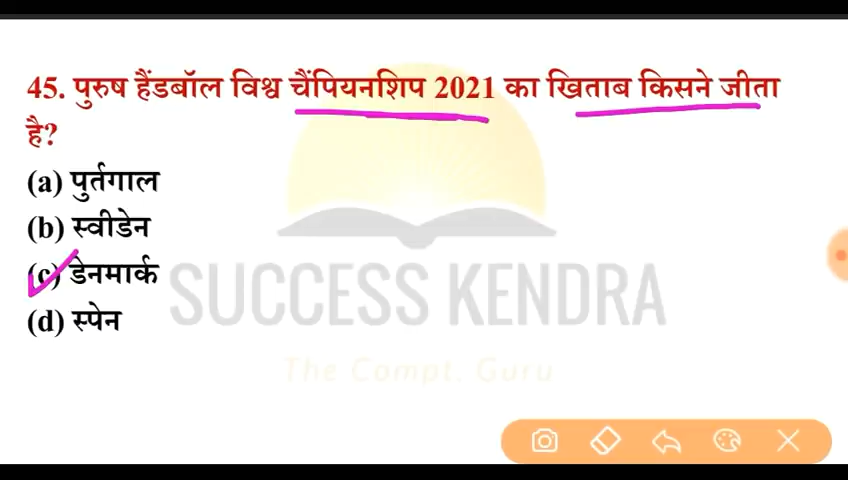 45. पुरुष हैंडबॉल विश्व चैंपियनशिप 2021 का खिताब किसने जीता
है?
(a) पुर्तगाल
(b) स्वीडेन
(c) डेनमार्क
(d) स्पेन
SUCCESS KENDRA
The Compt. Guru